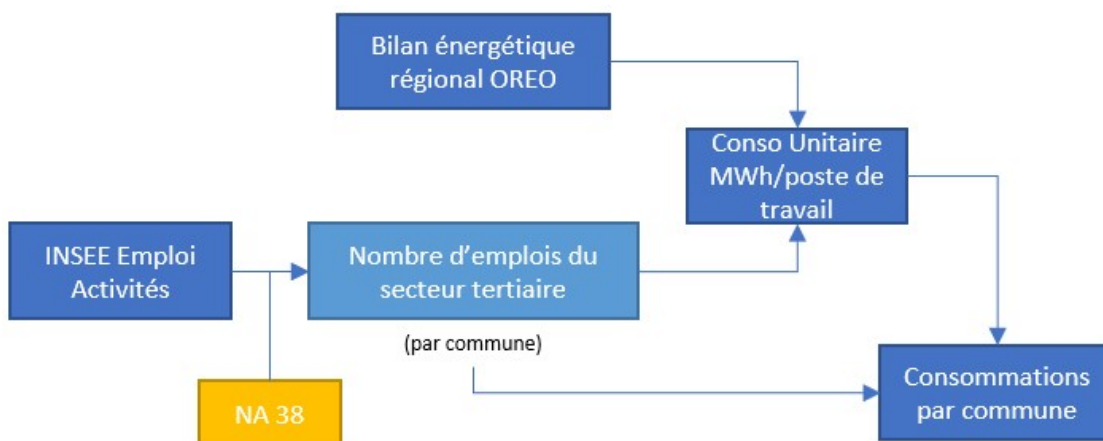 Bilan énergétique
régional OREO
Conso Unitaire
MWh/poste de
travail
INSEE Emploi
Activités
Nombre d’emplois du
secteur tertiaire
(par commune)
NA 38
Consommations
par commune